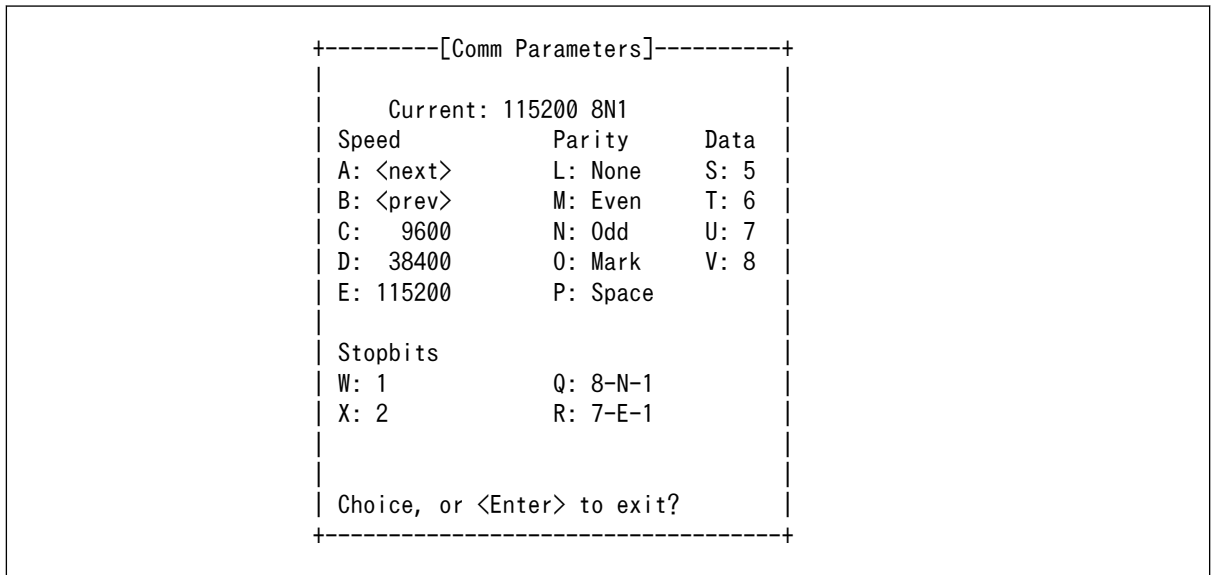 +---------[Comm Parameters]----------+
|                                    |
|     Current: 115200 8N1            |
| Speed            Parity      Data  |
| A: <next>        L: None     S: 5  |
| B: <prev>        M: Even     T: 6  |
| C:   9600        N: Odd      U: 7  |
| D:  38400        O: Mark     V: 8  |
| E: 115200        P: Space          |
|                                    |
| Stopbits                           |
| W: 1             Q: 8-N-1          |
| X: 2             R: 7-E-1          |
|                                    |
|                                    |
| Choice, or <Enter> to exit?        |
+------------------------------------+